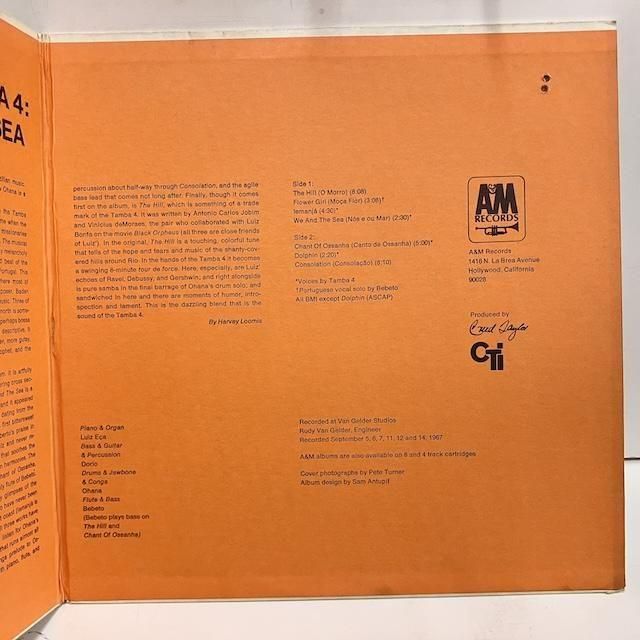 A 4:
SEA
percussion about half-way through Consolation, and the agile
base lead that comes not long after. Finally, though it comes
first on the album, is The Hill, which is something of a trade
mark of the Tamba 4. It was written by Antonio Carlos Jobim
and Vinicius deMoraes, the pair who collaborated with Luiz
Bonfa on the movie Black Orpheus (all three are close friends
of Luiz'). In the original, The Hill is a touching, colorful tune
that tells of the hope and tears and music of the shanty-cov-
ered hills around Rio. In the hands of the Tamba 4 it becomes
a swinging 8-minute tour de force. Here, especially, are Luiz'
echoes of Ravel, Debussy, and Gershwin; and right alongside
is pure samba in the final barrage of Ohana's drum solo; and
sandwiched in here and there are moments of humor, intro-
spection and lament. This is the dazzling blend that is the
sound of the Tamba 4.
By Harvey Loomis
Piano & Organ
Luiz Eça
Bass & Guitar
& Percussion
Dorio
Drums & Jawbone
& Conga
Ohana
Flute & Bass
Bebeto
(Bebeto plays bass on
The Hill and
Chant Of Oseanha)
Side 1:
The Hill (O Morro) (8:08)
Flower Girl (Moça Flor) (3:08)†
Iemanjá (4:30)*
We And The Sea (Nós e o Mar) (2:30)*
Side 2:
Chant Of Ossanha (Canto de Ossanha) (5:00)*
Dolphin (2:20)*
Consolation (Consolação) (8:10)
*Voices by Tamba 4
†Portuguese vocal solo by Bebeto
All BMI except Dolphin (ASCAP)
Recorded at Van Gelder Studios
Rudy Van Gelder, Engineer
Recorded September 5, 6, 7, 11, 12 and 14, 1967
A&M albums are also available on 8 and 4 track cartridges
Cover photographs by Pete Turner
Album design by Sam Antupit
A&M
RECORDS
A&M Records
1416 N. La Brea Avenue
Hollywood, California
90028
Produced by
Creed Taylor
CTi